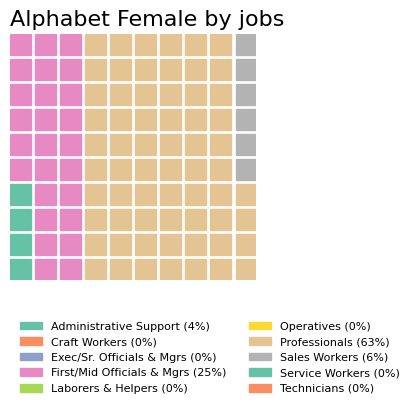 Alphabet Female by jobs
Administrative Support (4%)
Craft Workers (0%)
Exec/Sr. Officials & Mgrs (0%)
First/Mid Officials & Mgrs (25%)
Laborers & Helpers (0%)
Operatives (0%)
Professionals (63%)
Sales Workers (6%)
Service Workers (0%)
Technicians (0%)